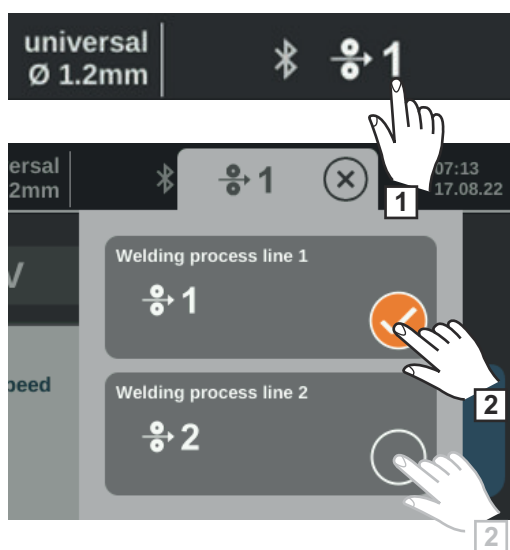 universal
Ø 1.2mm
1
1
ersal
2mm
1
07:13
17.08.22
V
Welding process line 1
1
2
peed
Welding process line 2
2
2